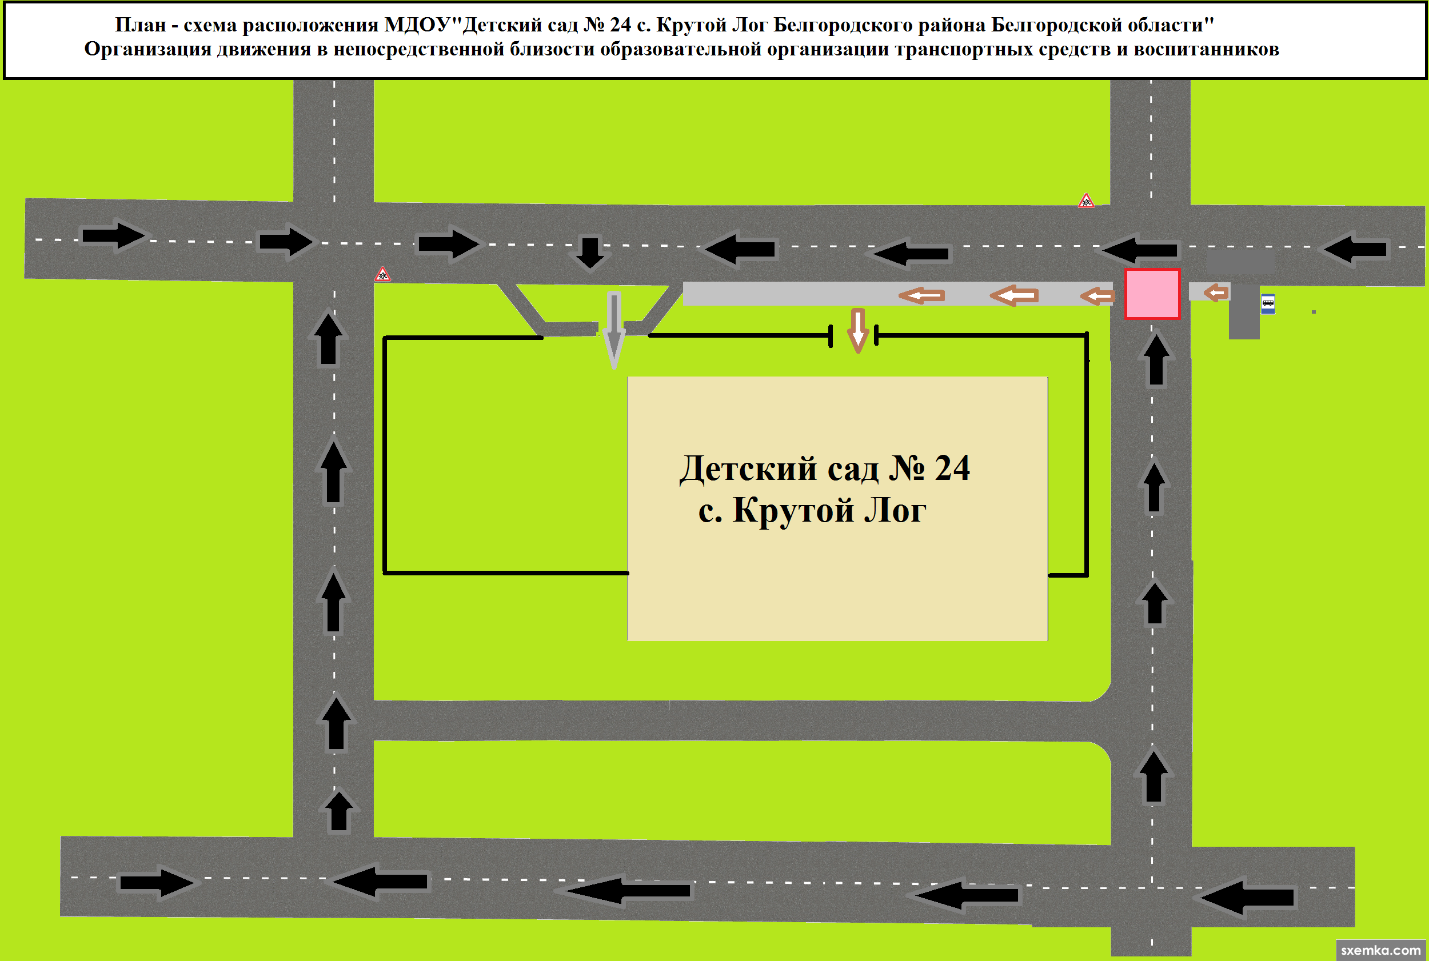 План - схема расположения МДОУ"Детский сад № 24 с. Крутой Лог Белгородского района Белгородской области"
Организация движения в непосредственной близости образовательной организации транспортных средств и воспитанников
Детский сад № 24
с. Крутой Лог
sxemka.com